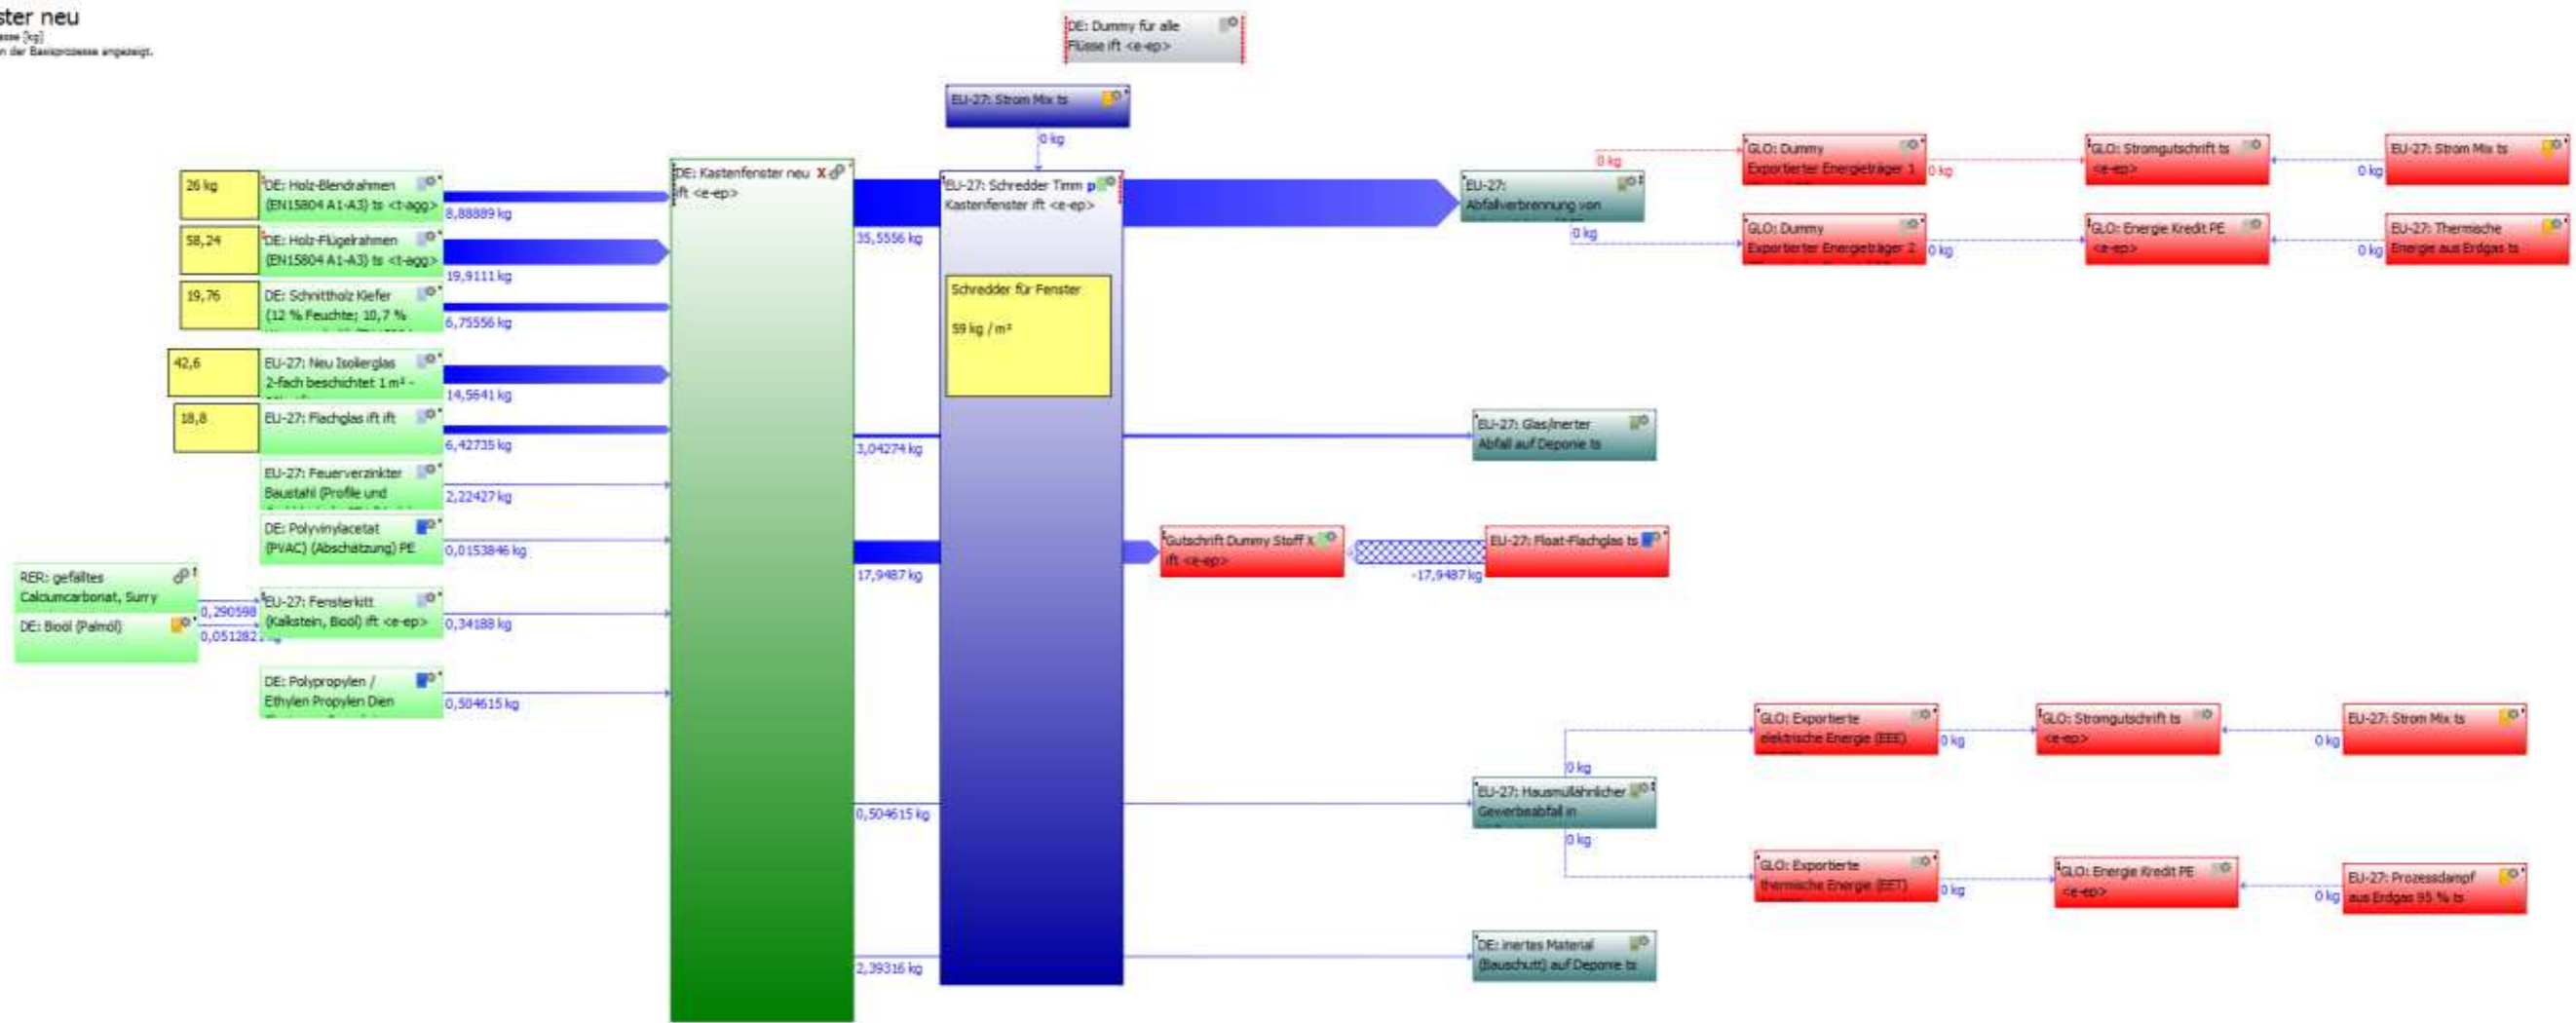 ster neu
asse [kg]
n der Basisprozesse angezeigt.
DE: Dummy für alle
Flüsse ift <e-ep>
EU-27: Strom Mix ts
0 kg
26 kg
DE: Holz-Blendrahmen
(EN15804 A1-A3) ts <t-agg>
8,88889 kg
58,24
DE: Holz-Flügelrahmen
(EN15804 A1-A3) ts <t-agg>
19,9111 kg
19,76
DE: Schnittholz Kiefer
(12 % Feuchte; 10,7 %
6,75556 kg
42,6
EU-27: Neu Isolierglas
2-fach beschichtet 1 m² -
14,5641 kg
18,8
EU-27: Flachglas ift ift
6,42735 kg
EU-27: Feuerverzinkter
Baustahl (Profile und
2,22427 kg
DE: Polyvinylacetat
(PVAC) (Abschätzung) PE
0,0153846 kg
RER: gefälltes
Calciumcarbonat, Surry
0,290598
DE: Bioöl (Palmöl)
0,051282
EU-27: Fensterkitt
(Kalkstein, Bioöl) ift <e-ep>
0,34188 kg
DE: Polypropylen /
Ethylen Propylen Dien
0,504615 kg
DE: Kastenfenster neu X
ift <e-ep>
35,5556 kg
3,04274 kg
17,9487 kg
0,504615 kg
2,39316 kg
EU-27: Schredder Timm p
Kastenfenster ift <e-ep>
Schredder für Fenster
59 kg / m²
EU-27:
Abfallverbrennung von
0 kg
0 kg
GLO: Dummy
Exportierter Energieträger 1
0 kg
GLO: Stromgutschrift ts
<e-ep>
0 kg
EU-27: Strom Mix ts
GLO: Dummy
Exportierter Energieträger 2
0 kg
GLO: Energie Kredit PE
<e-ep>
0 kg
EU-27: Thermische
Energie aus Erdgas ts
EU-27: Glas/Inerter
Abfall auf Deponie ts
Gutschrift Dummy Stoff X
ift <e-ep>
-17,9487 kg
EU-27: Float-Flachglas ts
EU-27: Hausmüllähnlicher
Gewerbeabfall in
0 kg
0 kg
GLO: Exportierte
elektrische Energie (EEE)
0 kg
GLO: Stromgutschrift ts
<e-ep>
0 kg
EU-27: Strom Mix ts
GLO: Exportierte
thermische Energie (EET)
0 kg
GLO: Energie Kredit PE
<e-ep>
0 kg
EU-27: Prozessdampf
aus Erdgas 95 % ts
DE: inertes Material
(Bauschutt) auf Deponie ts